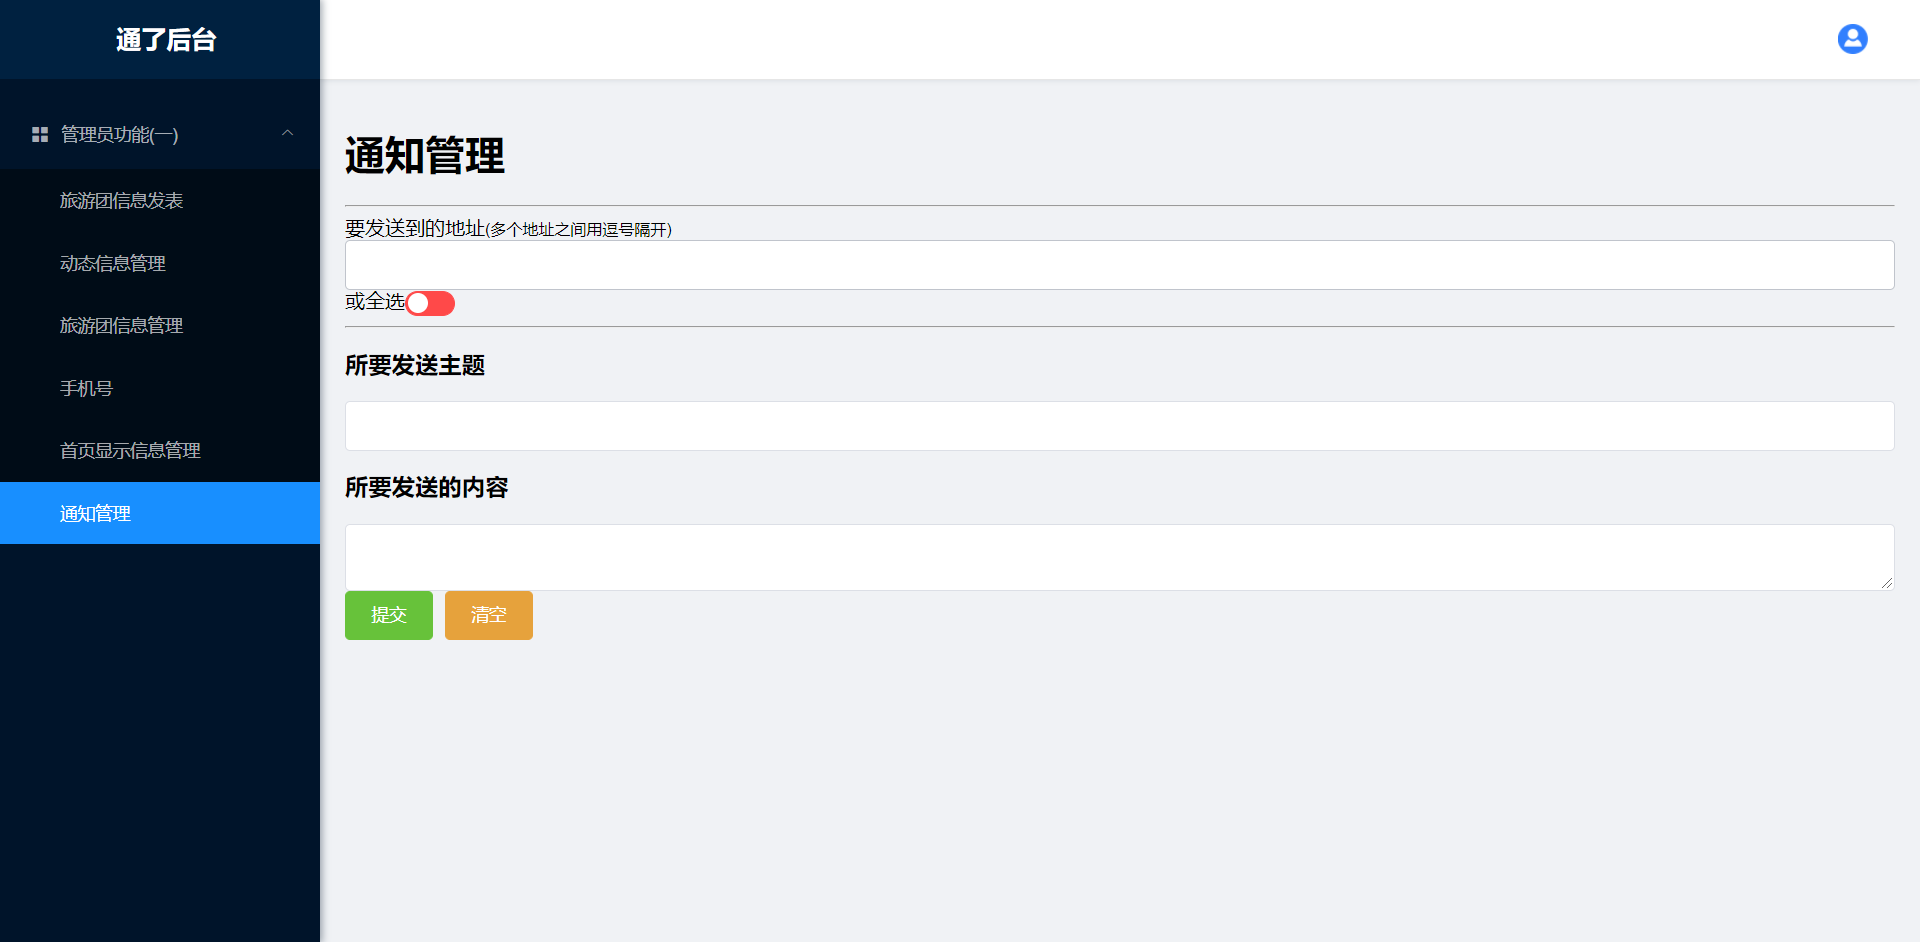 通了后台
管理员功能(一)
旅游团信息发表
动态信息管理
旅游团信息管理
手机号
首页显示信息管理
通知管理
通知管理
要发送到的地址(多个地址之间用逗号隔开)
或全选
所要发送主题
所要发送的内容
提交
清空